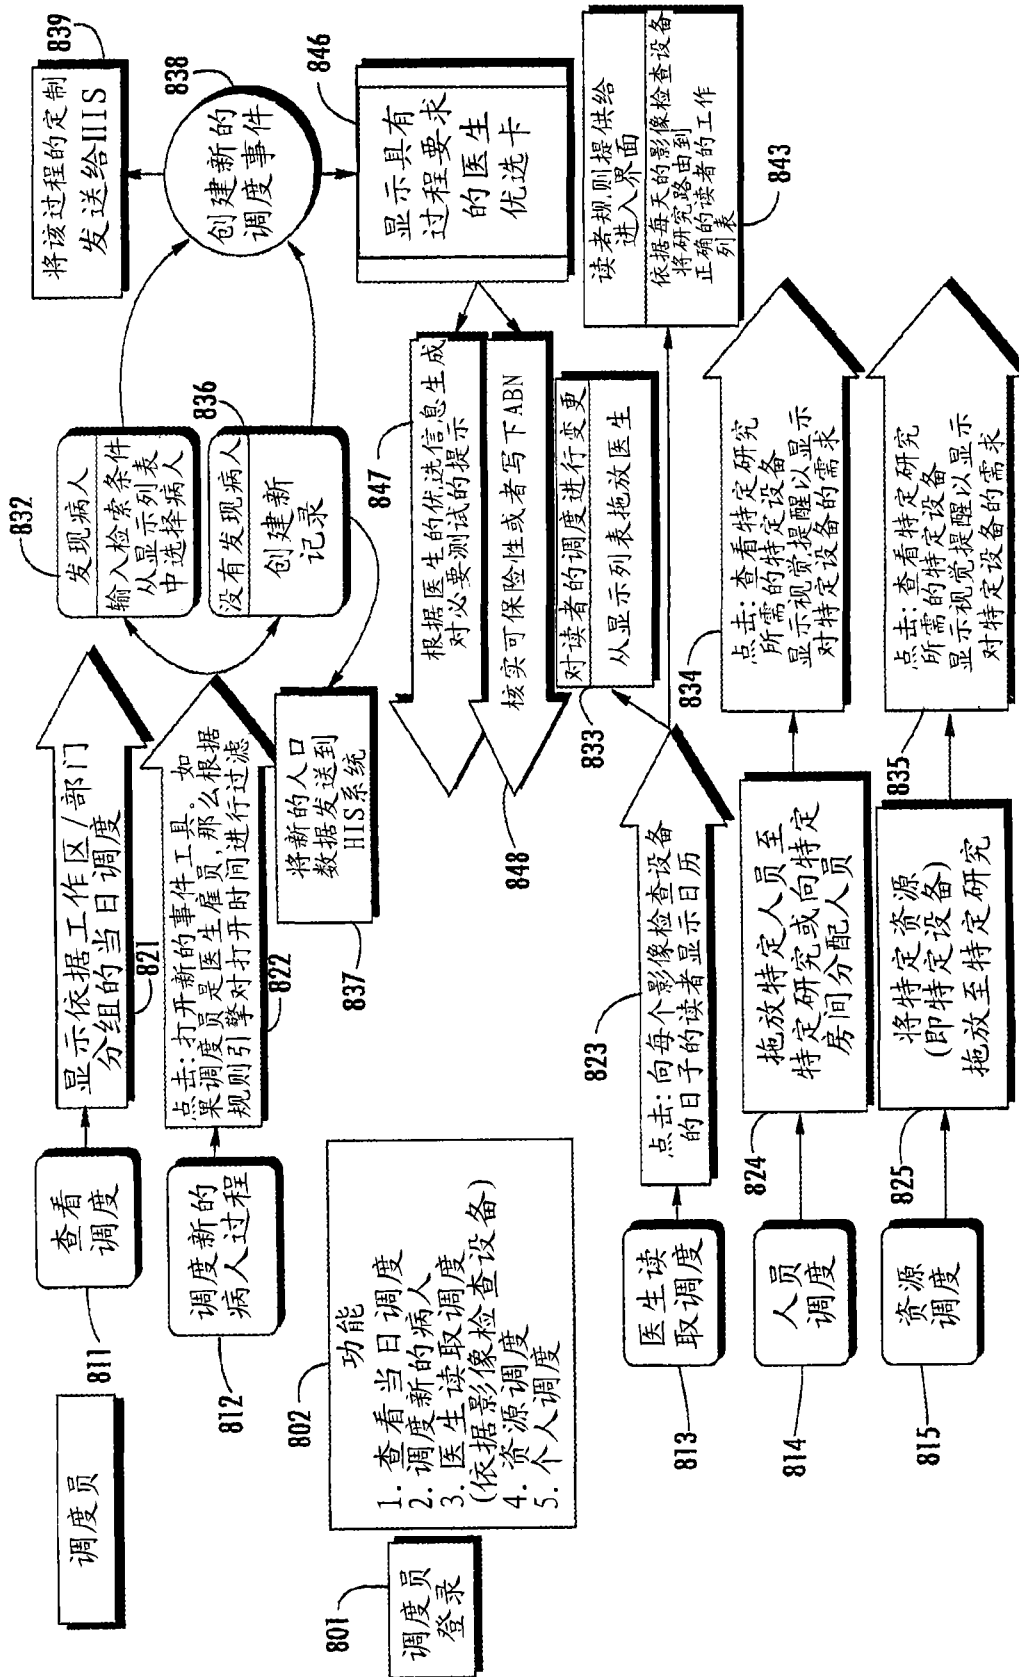 调度员
调度员
登录
801
功能
1. 查看当日调度
2. 调度新的病人
3. 医生读取调度
(依据影像检查设备)
4. 资源调度
5. 个人调度
802
查看
调度
811
显示依据工作区/部门
分组的当日调度
821
调度新的
病人过程
812
点击:打开新的事件工具。如
果调度员是医生雇员,那么根据
规则引擎对打开时间进行过滤
822
发现病人
输入检索条件
从显示列表
中选择病人
832
没有发现病人
创建新
记录
836
将新的人口
数据发送到
HIS系统
837
创建新的
调度事件
838
将该过程的定制
发送给HIS
839
显示具有
过程要求
的医生
优选卡
846
根据医生的优选信息生成
对必要测试的提示
847
核实可保险性或者写下ABN
848
医生读
取调度
813
点击:向每个影像检查设备
的日子的读者显示日历
823
对读者的调度进行变更
从显示列表拖放医生
833
读者规则提供给
进入界面
依据每天的影像检查设备
将研究路由到
正确的读者的工作
列表
843
人员
调度
814
拖放特定人员至
特定研究或向特定
房间分配人员
824
点击:查看特定研究
所需的特定设备
显示视觉提醒以显示
对特定设备的需求
834
资源
调度
815
将特定资源
(即特定设备)
拖放至特定研究
825
点击:查看特定研究
所需的特定设备
显示视觉提醒以显示
对特定设备的需求
835